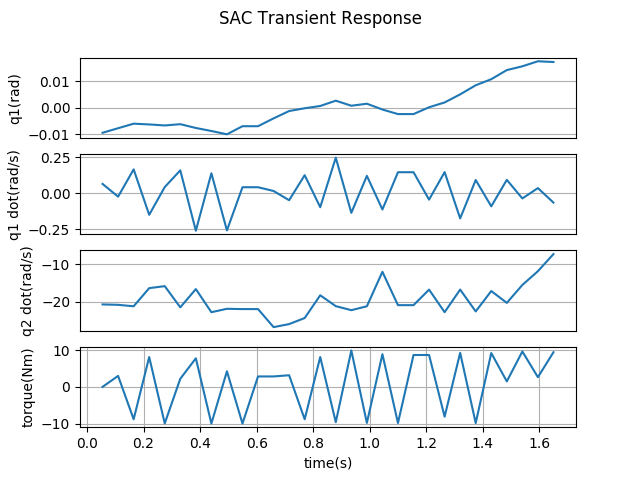 SAC Transient Response
q1(rad)
0.01
0.00
−0.01
q1 dot(rad/s)
0.25
0.00
−0.25
q2 dot(rad/s)
−10
−20
torque(Nm)
10
0
−10
0.0 0.2 0.4 0.6 0.8 1.0 1.2 1.4 1.6
time(s)